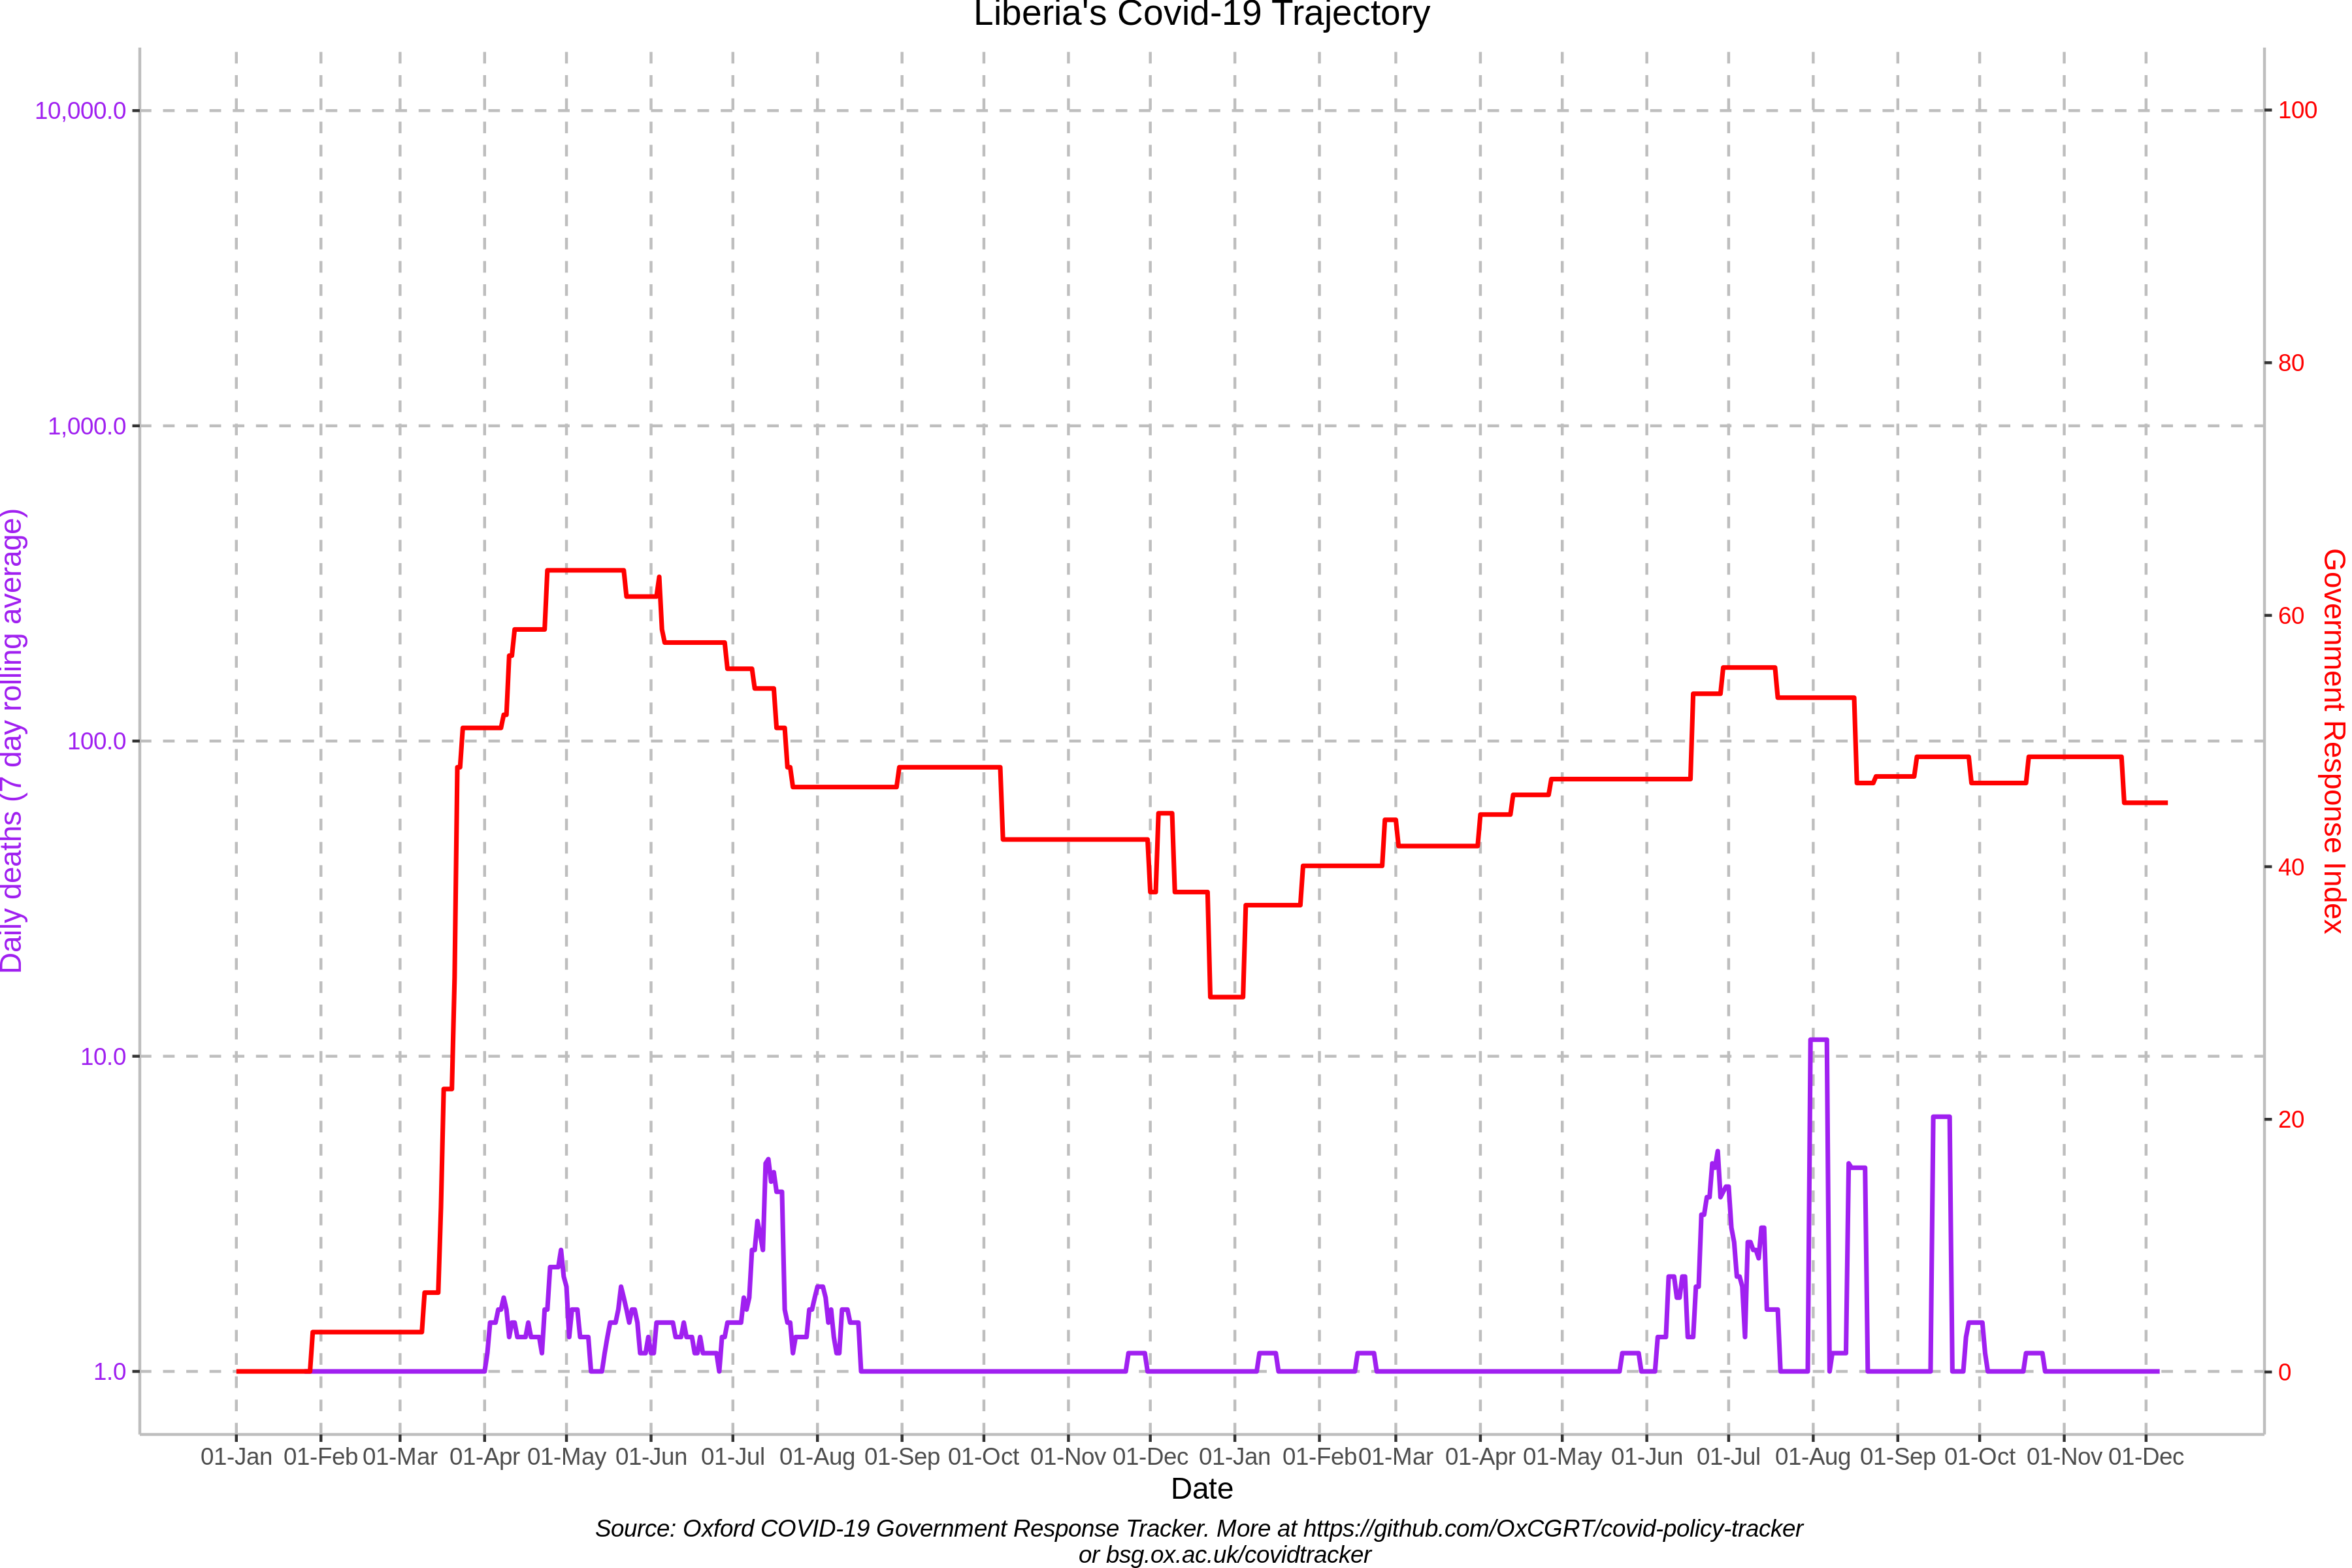 Liberia's Covid-19 Trajectory
Daily deaths (7 day rolling average)
10,000.0
1,000.0
100.0
10.0
1.0
100
80
60
40
20
0
Government Response Index
01-Jan 01-Feb 01-Mar 01-Apr 01-May 01-Jun 01-Jul 01-Aug 01-Sep 01-Oct 01-Nov 01-Dec 01-Jan 01-Feb 01-Mar 01-Apr 01-May 01-Jun 01-Jul 01-Aug 01-Sep 01-Oct 01-Nov 01-Dec
Date
Source: Oxford COVID-19 Government Response Tracker. More at https://github.com/OxCGRT/covid-policy-tracker
or bsg.ox.ac.uk/covidtracker